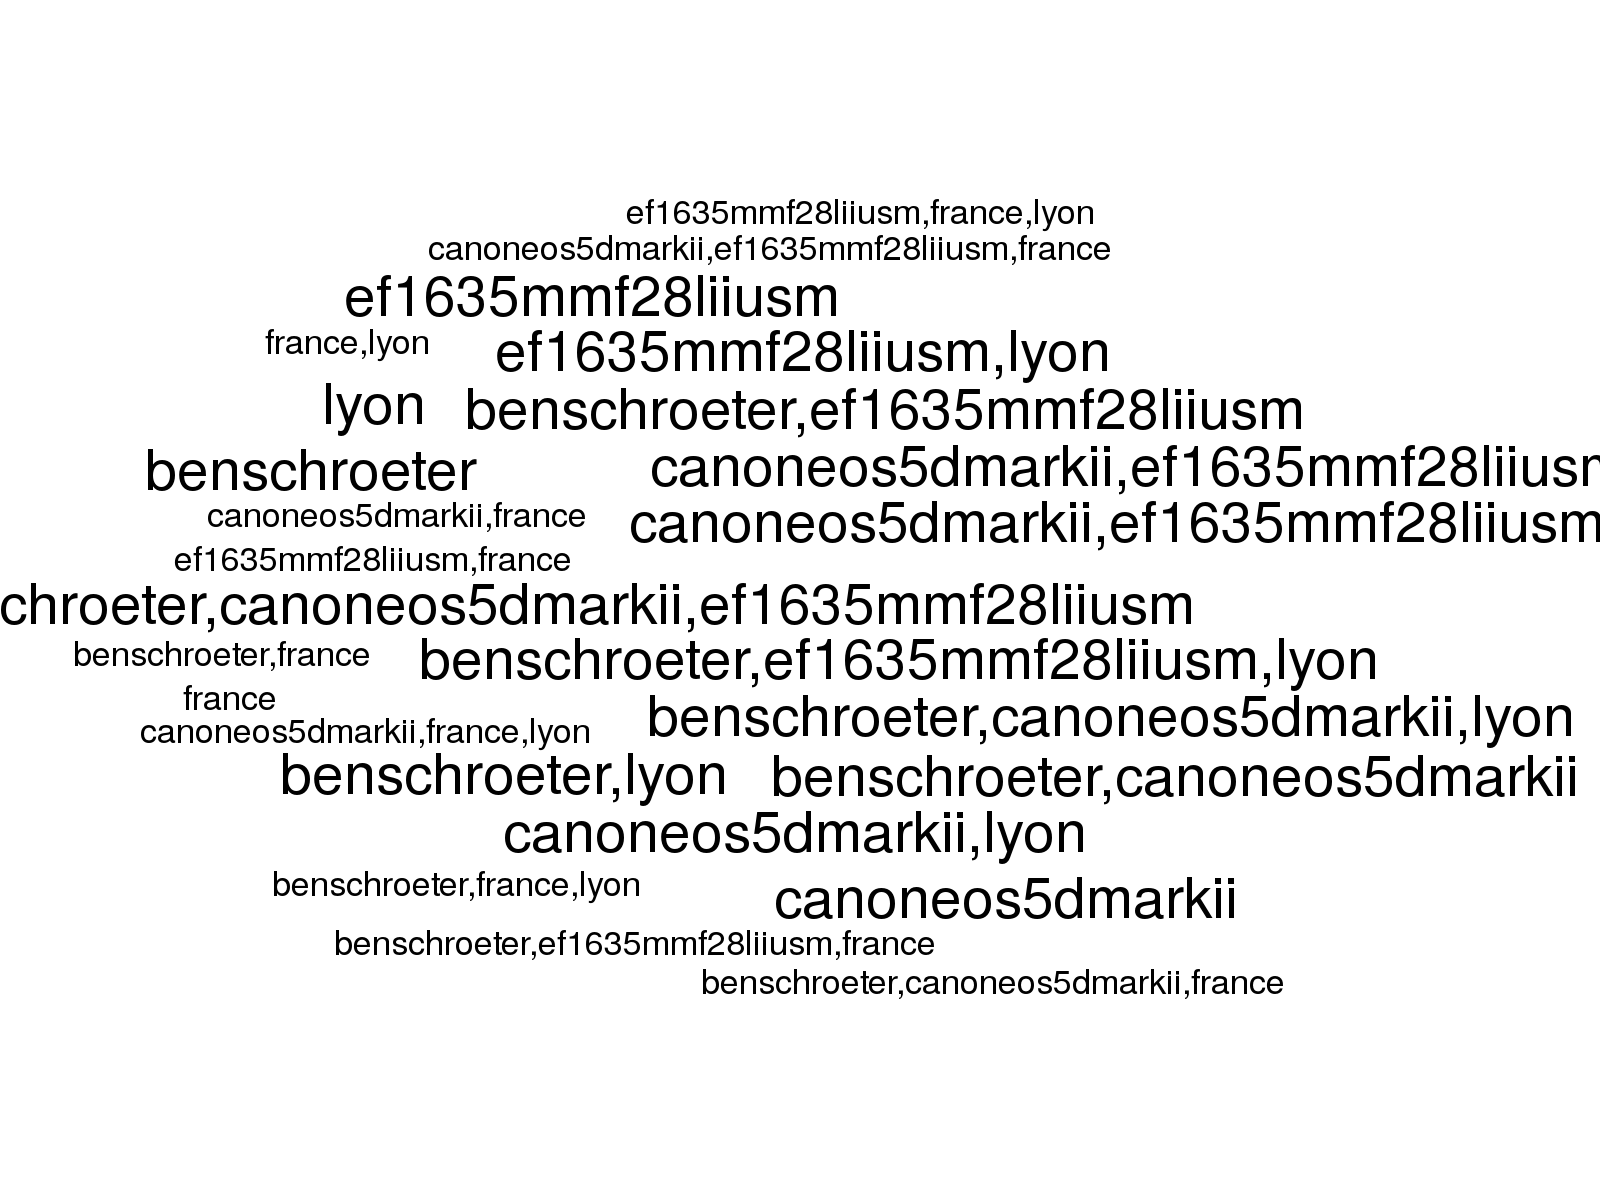 ef1635mmf28liiusm,france,lyon
canoneos5dmarkii,ef1635mmf28liiusm,france
ef1635mmf28liiusm
france,lyon
ef1635mmf28liiusm,lyon
lyon
benschroeter,ef1635mmf28liiusm
benschroeter
canoneos5dmarkii,ef1635mmf28liiusm
canoneos5dmarkii,france
canoneos5dmarkii,ef1635mmf28liiusm
ef1635mmf28liiusm,france
chroeter,canoneos5dmarkii,ef1635mmf28liiusm
benschroeter,france
benschroeter,ef1635mmf28liiusm,lyon
france
benschroeter,canoneos5dmarkii,lyon
canoneos5dmarkii,france,lyon
benschroeter,lyon
benschroeter,canoneos5dmarkii
canoneos5dmarkii,lyon
benschroeter,france,lyon
canoneos5dmarkii
benschroeter,ef1635mmf28liiusm,france
benschroeter,canoneos5dmarkii,france